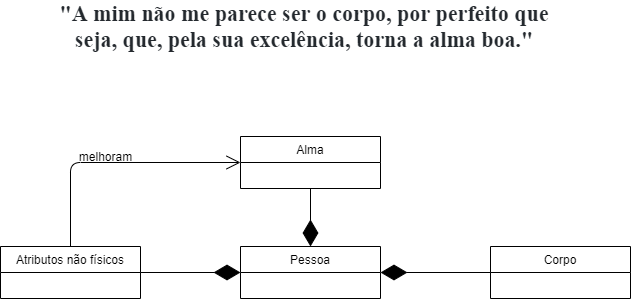 "A mim não me parece ser o corpo, por perfeito que
seja, que, pela sua excelência, torna a alma boa."
Alma
melhoram
Atributos não físicos
Pessoa
Corpo